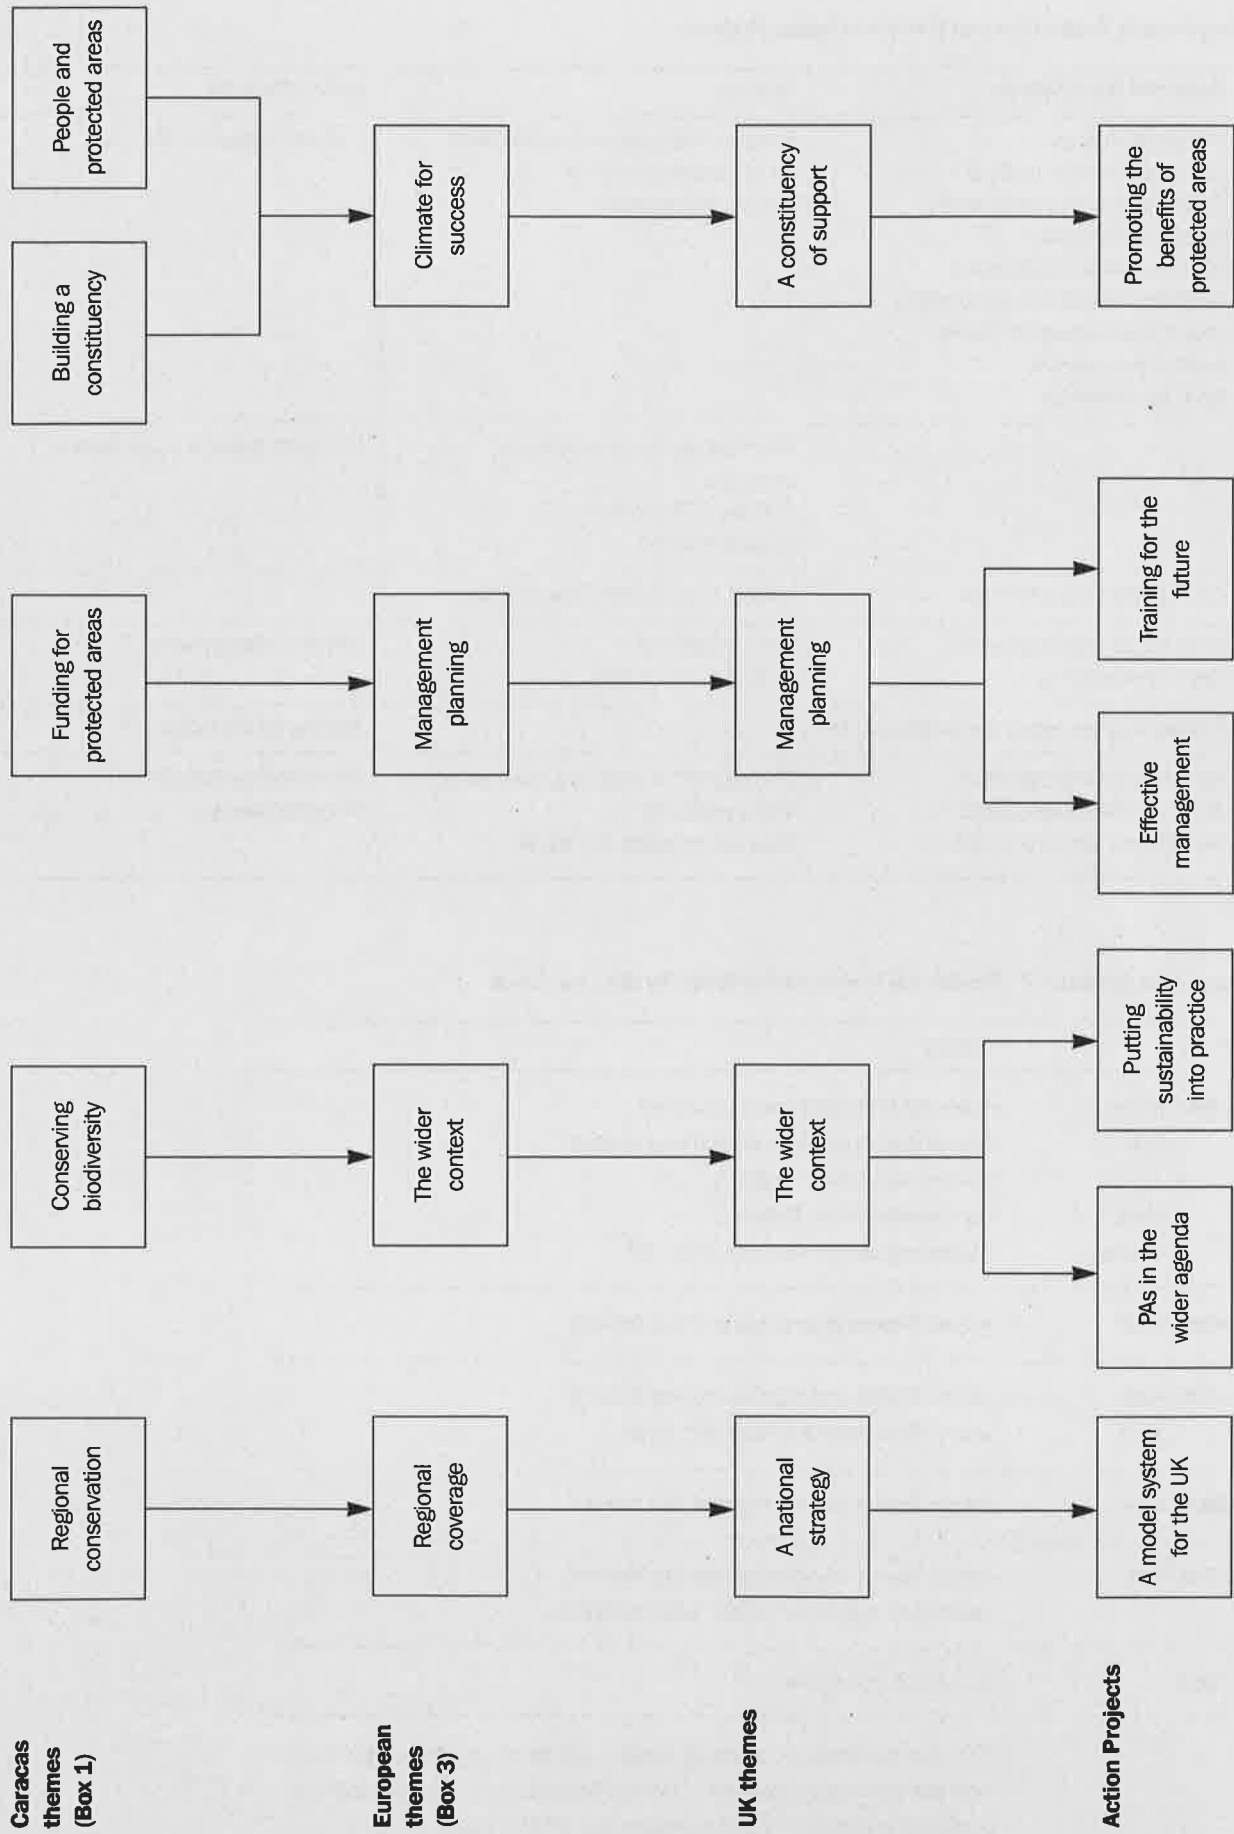 Caracas
themes
(Box 1)
Regional
conservation
Conserving
biodiversity
Funding for
protected areas
Building a
constituency
People and
protected areas
European
themes
(Box 3)
Regional
coverage
The wider
context
Management
planning
Climate for
success
UK themes
A national
strategy
The wider
context
Management
planning
A constituency
of support
Action Projects
A model system
for the UK
PAs in the
wider agenda
Putting
sustainability
into practice
Effective
management
Training for the
future
Promoting the
benefits of
protected areas